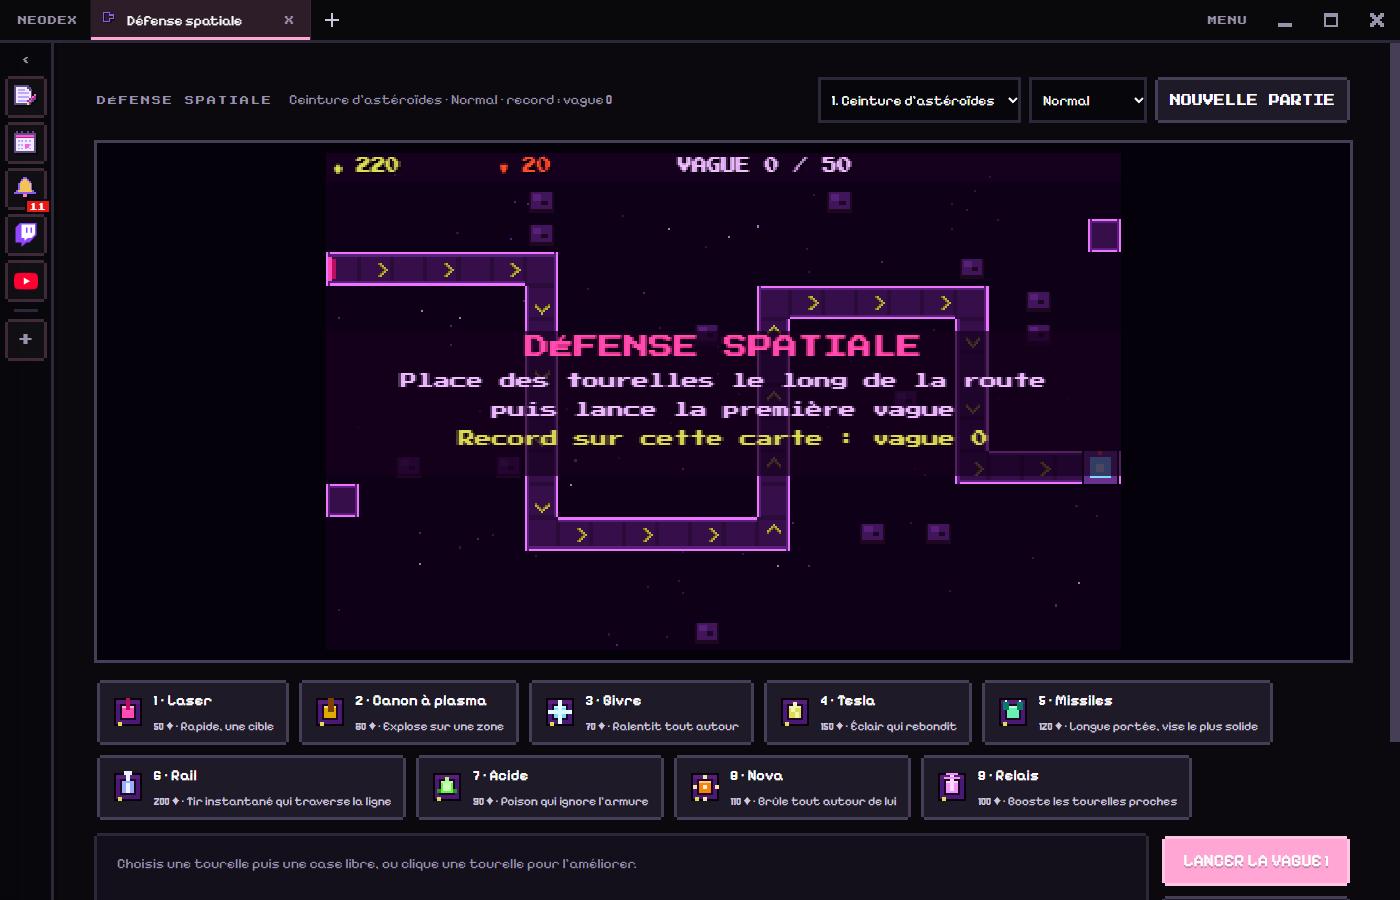 NEODEX
Défense spatiale
MENU
11
DéFENSE SPATIALE
Ceinture d'astéroïdes · Normal · record : vague 0
1. Ceinture d'astéroïdes
Normal
NOUVELLE PARTIE
220
20
VAGUE 0 / 50
DéFENSE SPATIALE
Place des tourelles le long de la route
puis lance la première vague
Record sur cette carte : vague 0
1 · Laser
50 ♦ · Rapide, une cible
2 · Canon à plasma
80 ♦ · Explose sur une zone
3 · Givre
70 ♦ · Ralentit tout autour
4 · Tesla
150 ♦ · Éclair qui rebondit
5 · Missiles
120 ♦ · Longue portée, vise le plus solide
6 · Rail
200 ♦ · Tir instantané qui traverse la ligne
7 · Acide
90 ♦ · Poison qui ignore l'armure
8 · Nova
110 ♦ · Brûle tout autour de lui
9 · Relais
100 ♦ · Booste les tourelles proches
Choisis une tourelle puis une case libre, ou clique une tourelle pour l'améliorer.
LANCER LA VAGUE 1